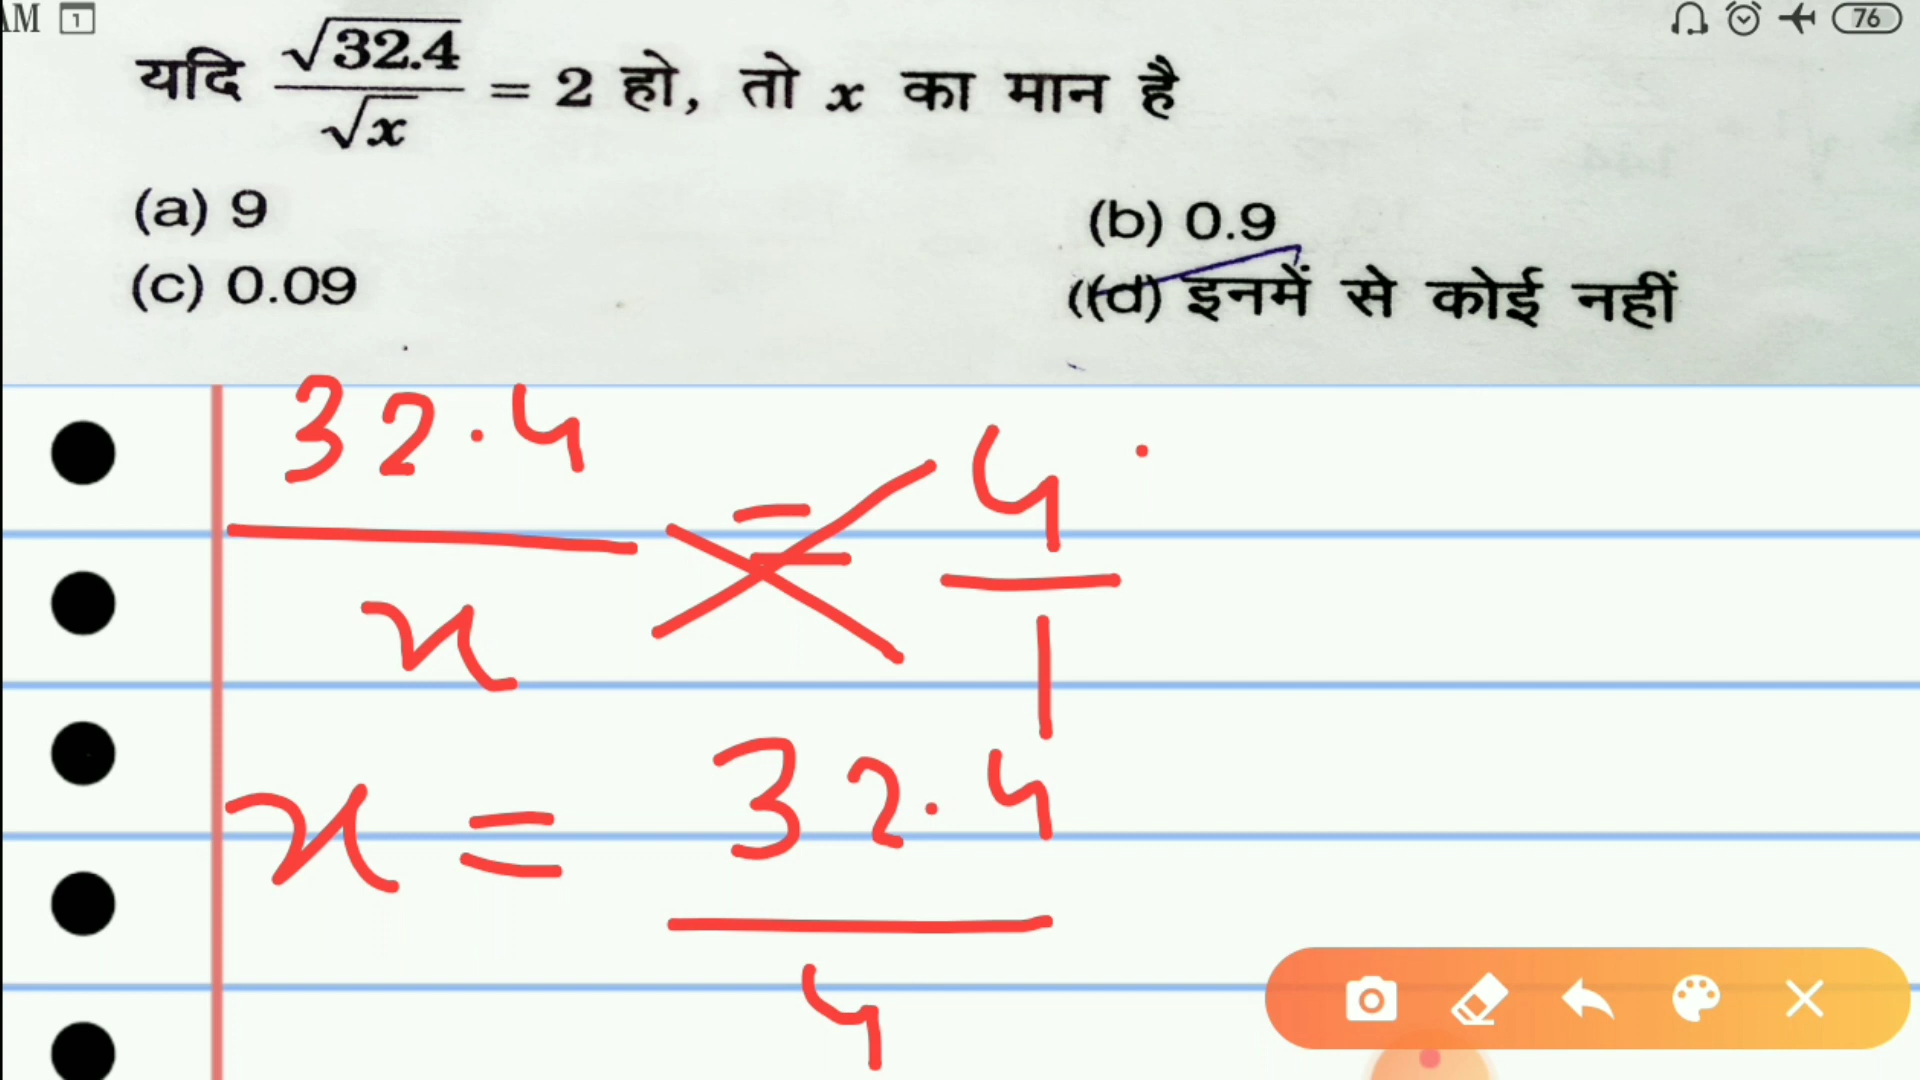 AM 1 76
यदि √32.4 / √x = 2 हो, तो x का मान है
(a) 9 (b) 0.9
(c) 0.09 ((d) इनमें से कोई नहीं
32.4 / x = 4 / 1
x = 32.4 / 4